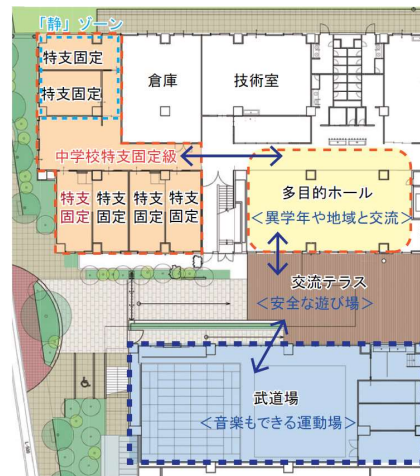 「静」ゾーン
特支固定
特支固定
倉庫
技術室
中学校特支固定級
特支
固定
特支
固定
特支
固定
特支
固定
多目的ホール
<異学年や地域と交流>
交流テラス
<安全な遊び場>
武道場
<音楽もできる運動場>